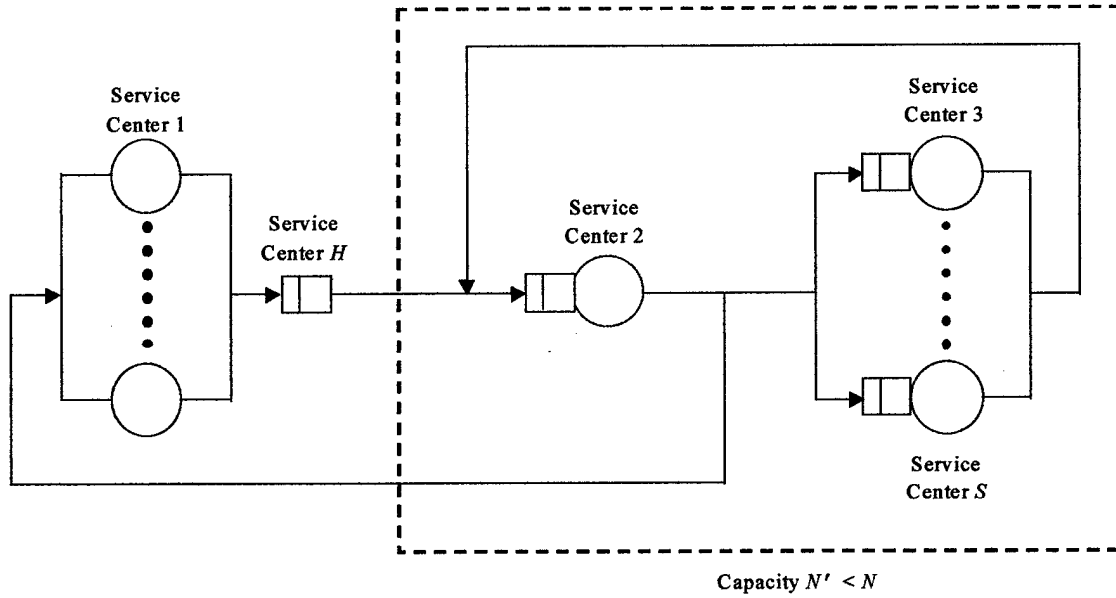 Service
Center 1
Service
Center H
Service
Center 2
Service
Center 3
Service
Center S
Capacity N' < N